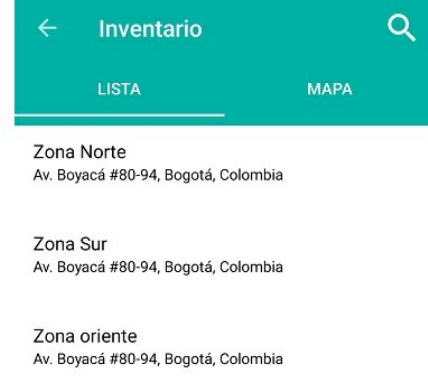 Inventario
LISTA MAPA
Zona Norte
Av. Boyacá #80-94, Bogotá, Colombia
Zona Sur
Av. Boyacá #80-94, Bogotá, Colombia
Zona oriente
Av. Boyacá #80-94, Bogotá, Colombia